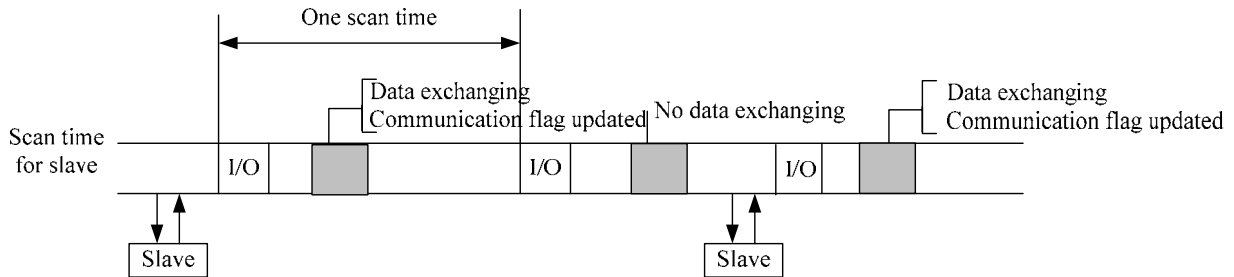 One scan time
Data exchanging
Communication flag updated
No data exchanging
Data exchanging
Communication flag updated
Scan time
for slave
I/O
I/O
I/O
Slave
Slave